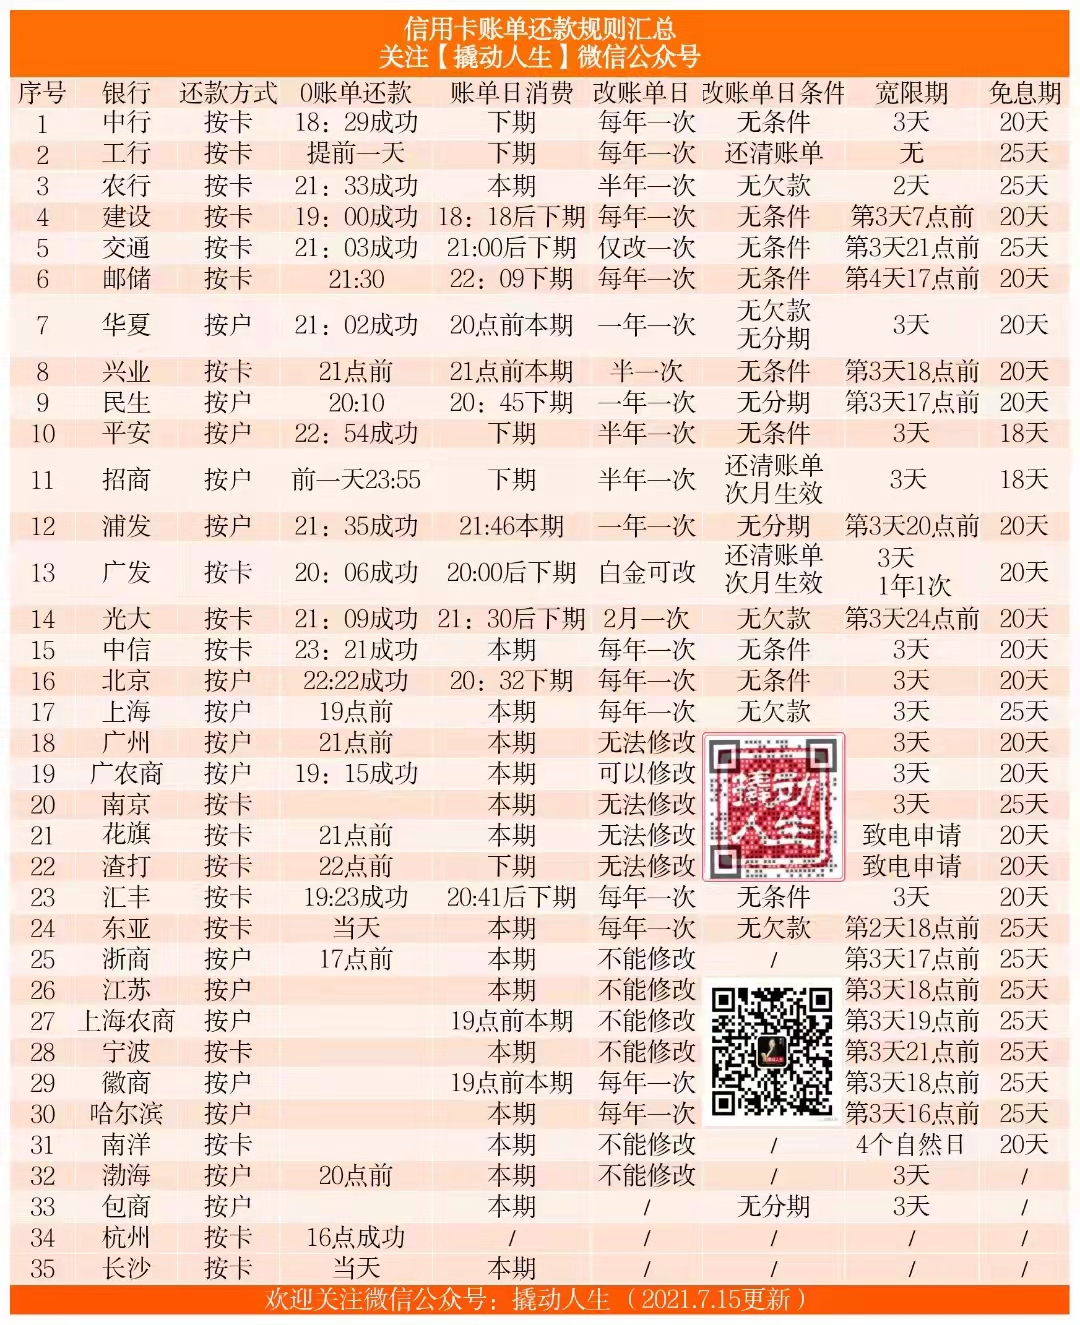 信用卡账单还款规则汇总
关注【撬动人生】微信公众号
序号 银行 还款方式 0账单还款 账单日消费 改账单日 改账单日条件 宽限期 免息期
1 中行 按卡 18：29成功 下期 每年一次 无条件 3天 20天
2 工行 按卡 提前一天 下期 每年一次 还清账单 无 25天
3 农行 按卡 21：33成功 本期 半年一次 无欠款 2天 25天
4 建设 按卡 19：00成功 18：18后下期 每年一次 无条件 第3天7点前 20天
5 交通 按卡 21：03成功 21:00后下期 仅改一次 无条件 第3天21点前 25天
6 邮储 按卡 21:30 22：09下期 每年一次 无条件 第4天17点前 20天
7 华夏 按户 21：02成功 20点前本期 一年一次 无欠款 3天 20天
无分期
8 兴业 按卡 21点前 21点前本期 半一次 无条件 第3天18点前 20天
9 民生 按户 20:10 20：45下期 一年一次 无分期 第3天17点前 20天
10 平安 按户 22：54成功 下期 半年一次 无条件 3天 18天
11 招商 按户 前一天23:55 下期 半年一次 还清账单 3天 18天
次月生效
12 浦发 按户 21：35成功 21:46本期 一年一次 无分期 第3天20点前 20天
13 广发 按卡 20：06成功 20:00后下期 白金可改 还清账单 3天 20天
次月生效 1年1次
14 光大 按卡 21：09成功 21：30后下期 2月一次 无欠款 第3天24点前 20天
15 中信 按卡 23：21成功 本期 每年一次 无条件 3天 20天
16 北京 按户 22:22成功 20：32下期 每年一次 无条件 3天 20天
17 上海 按户 19点前 本期 每年一次 无欠款 3天 25天
18 广州 按户 21点前 本期 无法修改 3天 20天
19 广农商 按户 19：15成功 本期 可以修改 3天 20天
20 南京 按卡 本期 无法修改 3天 25天
21 花旗 按卡 21点前 本期 无法修改 致电申请 20天
22 渣打 按卡 22点前 下期 无法修改 致电申请 20天
撬动
人生
23 汇丰 按卡 19:23成功 20:41后下期 每年一次 无条件 3天 20天
24 东亚 按卡 当天 本期 每年一次 无欠款 第2天18点前 25天
25 浙商 按户 17点前 本期 不能修改 / 第3天17点前 25天
26 江苏 按户 本期 不能修改 第3天18点前 25天
27 上海农商 按户 19点前本期 不能修改 第3天19点前 25天
28 宁波 按卡 本期 不能修改 第3天21点前 25天
29 徽商 按户 19点前本期 每年一次 第3天18点前 25天
30 哈尔滨 按户 本期 每年一次 第3天16点前 25天
31 南洋 按卡 本期 不能修改 / 4个自然日 20天
32 渤海 按户 20点前 本期 不能修改 / 3天 /
33 包商 按户 本期 / 无分期 3天 /
34 杭州 按卡 16点成功 / / / / /
35 长沙 按卡 当天 本期 / / / /
欢迎关注微信公众号：撬动人生 （2021.7.15更新）